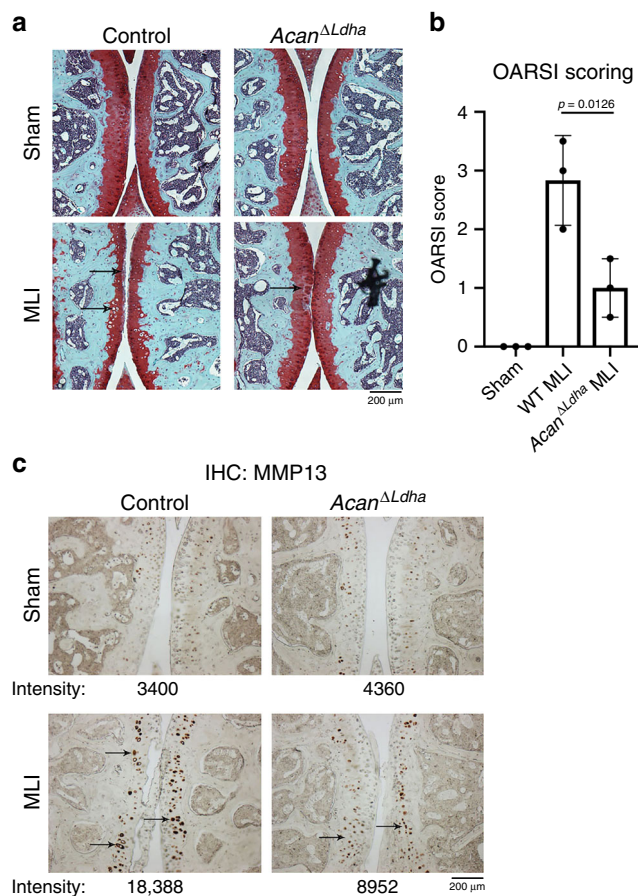 a
Control
Acan^ΔLdha
Sham
MLI
200 μm
b
OARSI scoring
p = 0.0126
4
3
2
1
0
OARSI score
Sham
WT MLI
Acan^ΔLdha MLI
c
IHC: MMP13
Control
Acan^ΔLdha
Sham
Intensity: 3400 4360
MLI
200 μm
Intensity: 18,388 8952